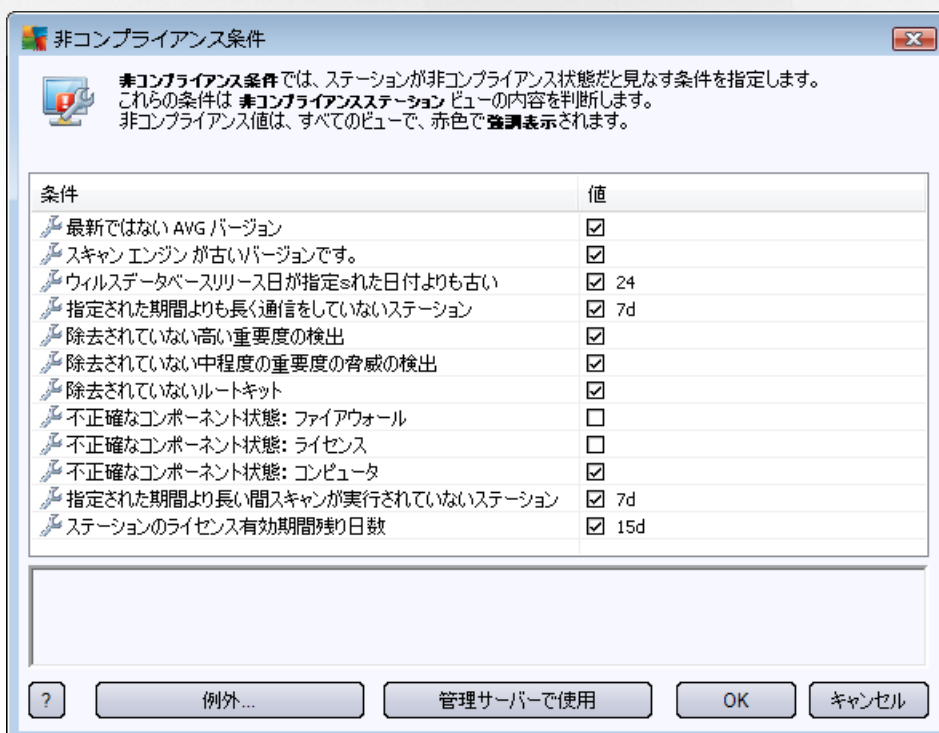 非コンプライアンス条件
非コンプライアンス条件では、ステーションが非コンプライアンス状態だと見なす条件を指定します。
これらの条件は 非コンプライアンスステーション ビューの内容を判断します。
非コンプライアンス値は、すべてのビューで、赤色で強調表示されます。
条件 値
最新ではない AVG バージョン
スキャン エンジン が古いバージョンです。
ウィルスデータベースリリース日が指定sれた日付よりも古い 24
指定された期間よりも長く通信をしていないステーション 7d
除去されていない高い重要度の検出
除去されていない中程度の重要度の脅威の検出
除去されていないルートキット
不正確なコンポーネント状態: ファイアウォール
不正確なコンポーネント状態: ライセンス
不正確なコンポーネント状態: コンピュータ
指定された期間より長い間スキャンが実行されていないステーション 7d
ステーションのライセンス有効期間残り日数 15d
? 例外... 管理サーバーで使用 OK キャンセル